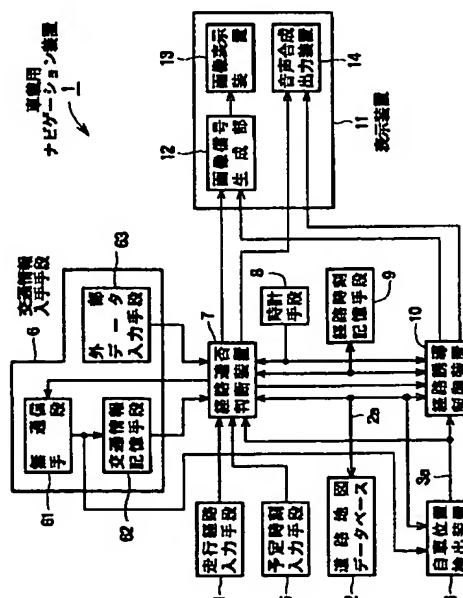 車載用
ナビゲーション装置
1
交通情報
入手手段
6
無線通信
手段
61
交通情報
記憶手段
62
外部
データ
入力手段
63
走行経路
入力手段
予定時刻
入力手段
道路地図
データベース
2a
自車位置
検出装置
3a
経路適否
判断装置
7
時計
手段
8
経路時刻
記憶手段
9
経路誘導
制御装置
10
画像信号
生成部
12
画像表示
装置
13
音声合成
出力装置
14
11
表示装置